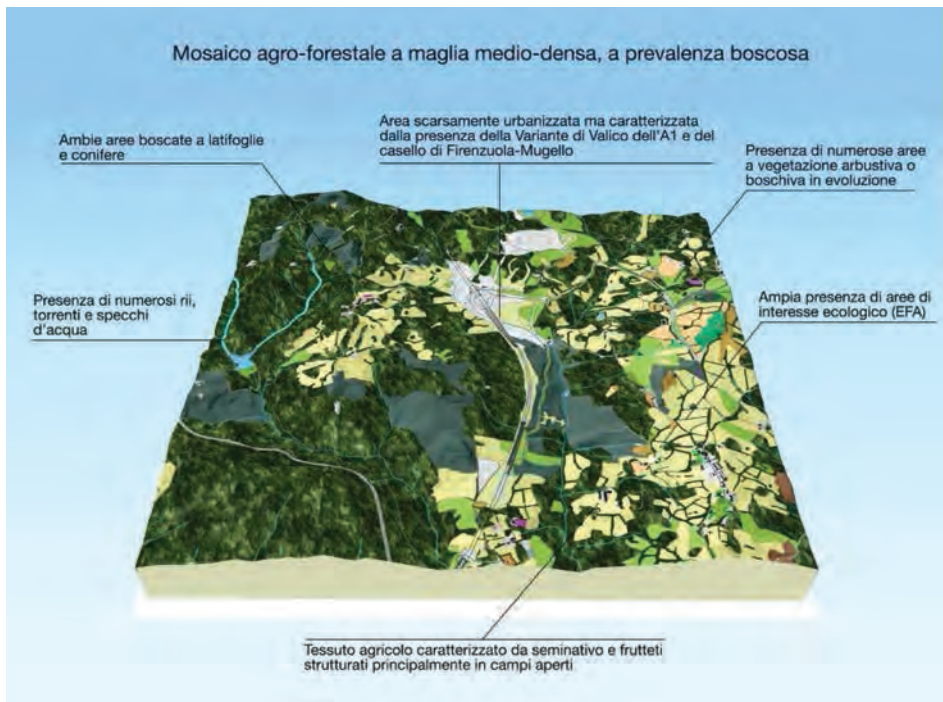 Mosaico agro-forestale a maglia medio-densa, a prevalenza boscosa
Ambie aree boscate a latifoglie
e conifere
Area scarsamente urbanizzata ma caratterizzata
dalla presenza della Variante di Valico dell'A1 e del
casello di Firenzuola-Mugello
Presenza di numerose aree
a vegetazione arbustiva o
boschiva in evoluzione
Presenza di numerosi rii,
torrenti e specchi
d'acqua
Ampia presenza di aree di
interesse ecologico (EFA)
Tessuto agricolo caratterizzato da seminativo e frutteti
strutturati principalmente in campi aperti